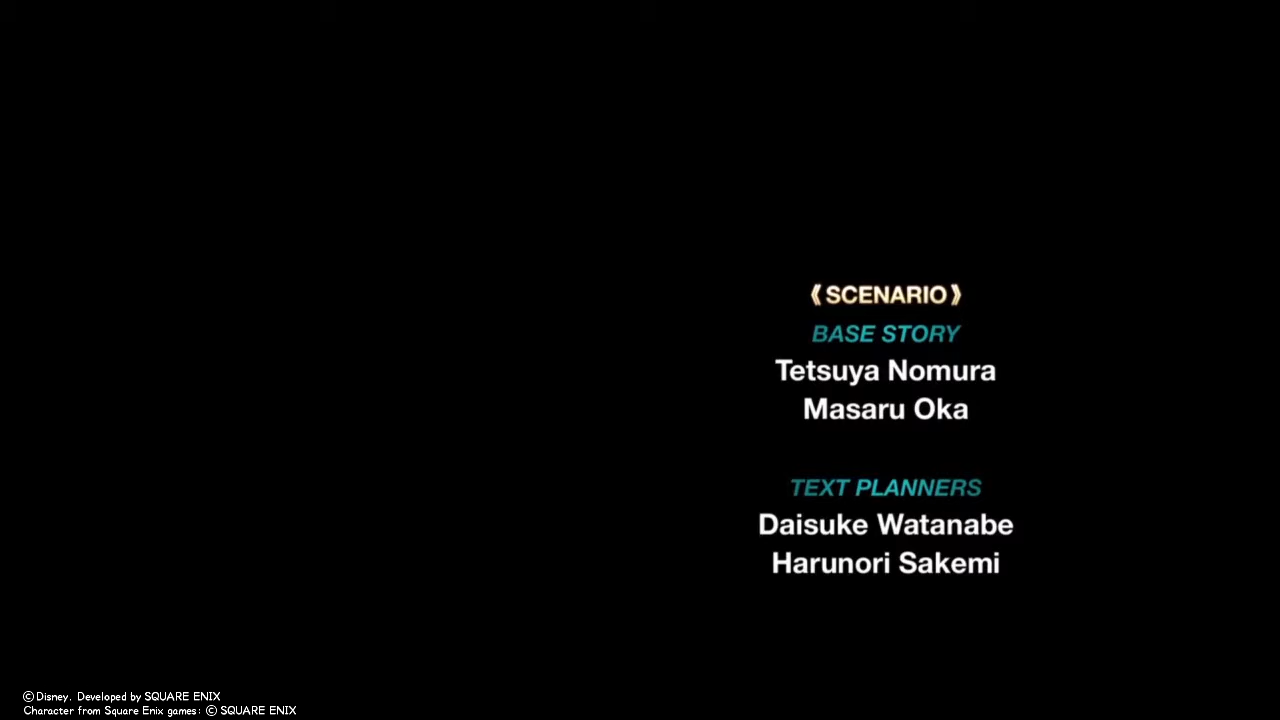 《SCENARIO》
BASE STORY
Tetsuya Nomura
Masaru Oka
TEXT PLANNERS
Daisuke Watanabe
Harunori Sakemi
©Disney. Developed by SQUARE ENIX
Character from Square Enix games: © SQUARE ENIX